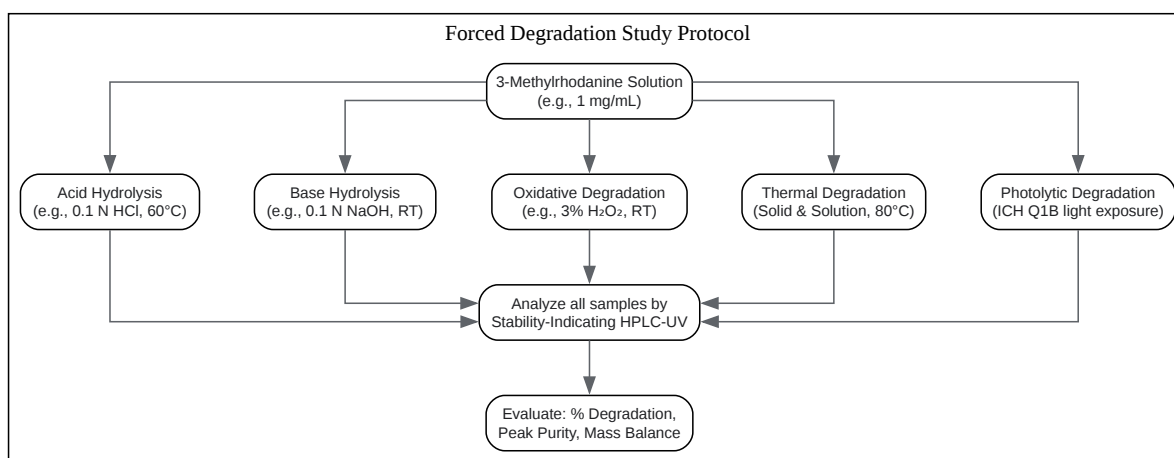 Forced Degradation Study Protocol
3-Methylrhodanine Solution
(e.g., 1 mg/mL)
Acid Hydrolysis
(e.g., 0.1 N HCl, 60°C)
Base Hydrolysis
(e.g., 0.1 N NaOH, RT)
Oxidative Degradation
(e.g., 3% H₂O₂, RT)
Thermal Degradation
(Solid & Solution, 80°C)
Photolytic Degradation
(ICH Q1B light exposure)
Analyze all samples by
Stability-Indicating HPLC-UV
Evaluate: % Degradation,
Peak Purity, Mass Balance